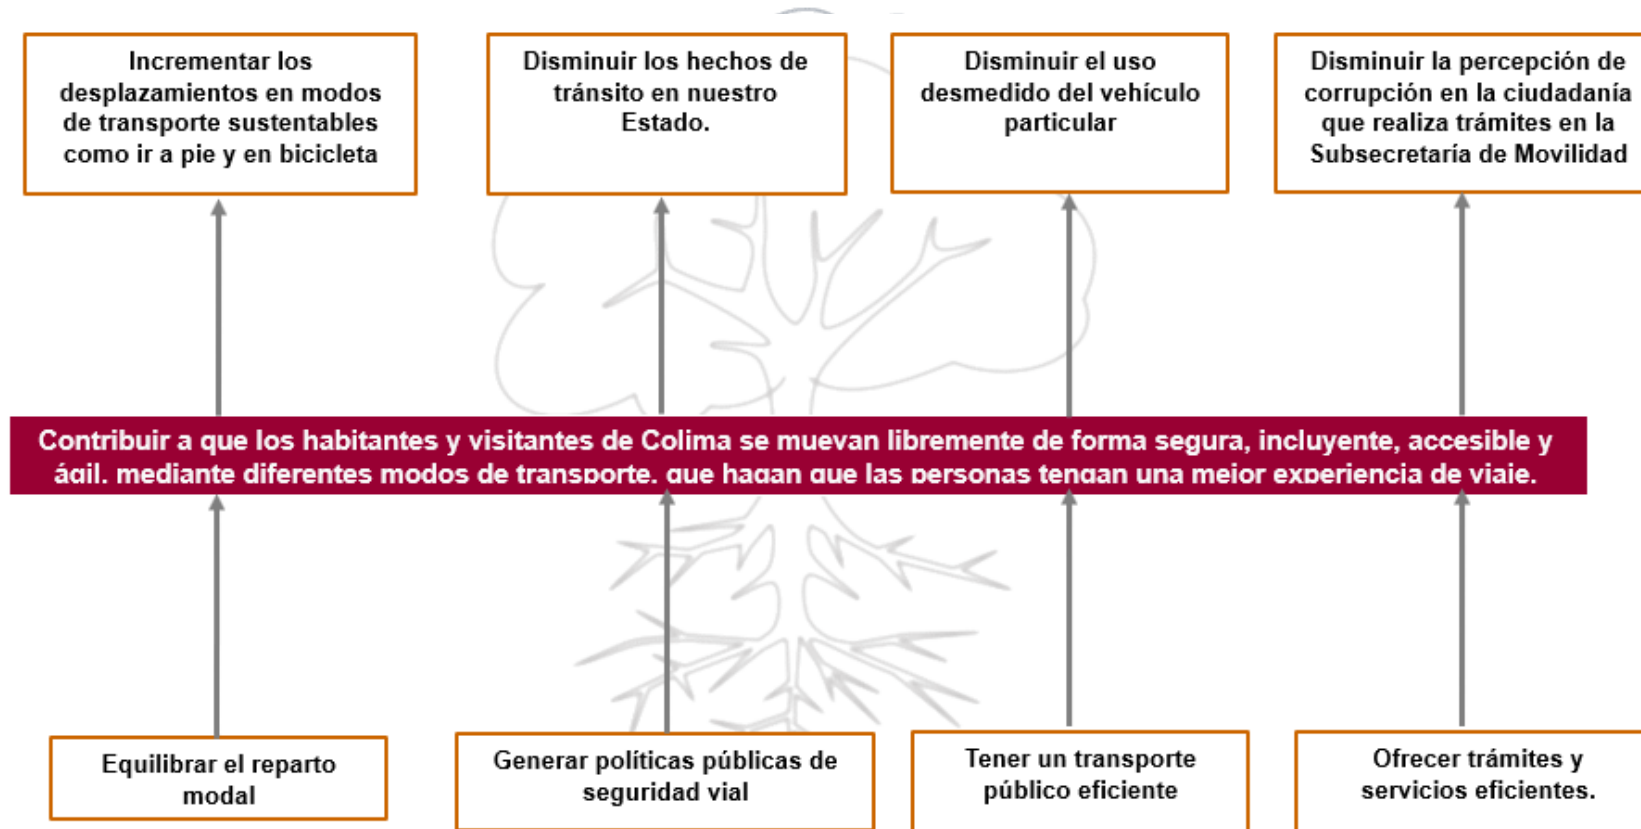 Incrementar los
desplazamientos en modos
de transporte sustentables
como ir a pie y en bicicleta
Disminuir los hechos de
tránsito en nuestro
Estado.
Disminuir el uso
desmedido del vehículo
particular
Disminuir la percepción de
corrupción en la ciudadanía
que realiza trámites en la
Subsecretaría de Movilidad
Contribuir a que los habitantes y visitantes de Colima se muevan libremente de forma segura, incluyente, accesible y
ágil, mediante diferentes modos de transporte, que hagan que las personas tengan una mejor experiencia de viaje.
Equilibrar el reparto
modal
Generar políticas públicas de
seguridad vial
Tener un transporte
público eficiente
Ofrecer trámites y
servicios eficientes.